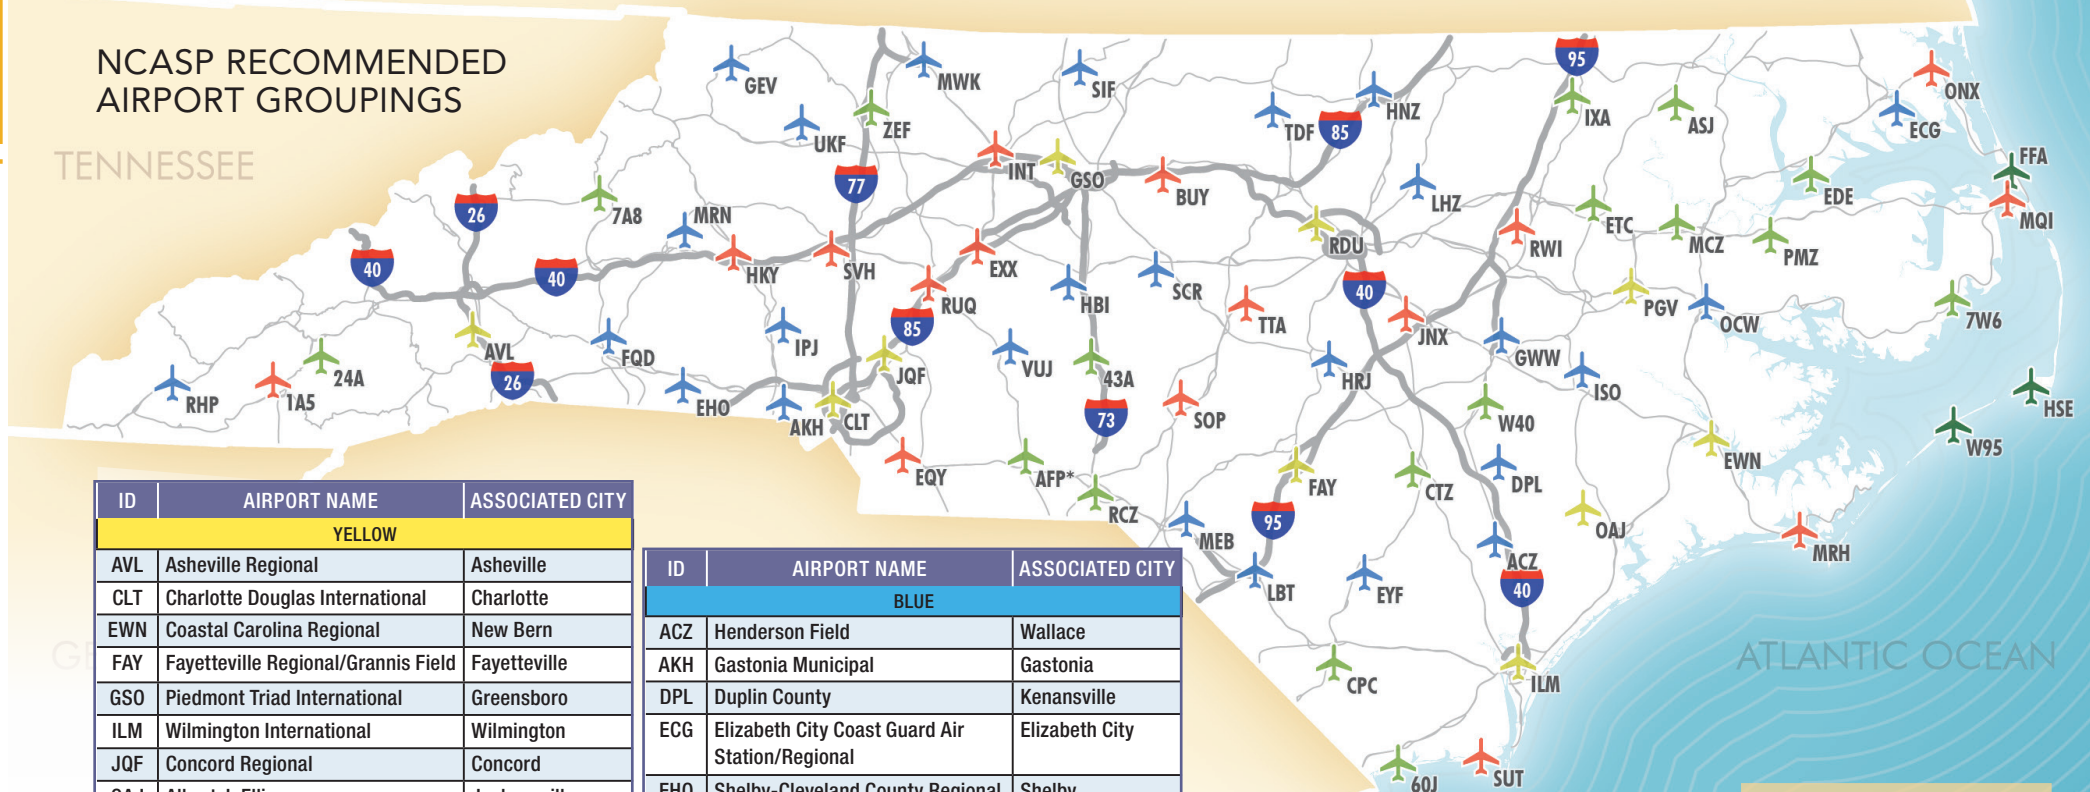 NCASP RECOMMENDED
AIRPORT GROUPINGS
TENNESSEE
GEV
MWK
SIF
UKF
ZEF
TDF
85
HNZ
95
IXA
ASJ
ONX
ECG
77
INT
GSO
BUY
FFA
EDE
MQI
26
7A8
MRN
LHZ
ETC
MCZ
PMZ
RDU
RWI
40
40
HKY
SVH
EXX
RUQ
HBI
SCR
TTA
40
JNX
PGV
OCW
7W6
AVL
26
FQD
IPJ
85
JQF
VUJ
43A
HRJ
GWW
ISO
RHP
1A5
24A
EHO
AKH
CLT
73
SOP
W40
HSE
W95
EWN
EQY
AFP*
RCZ
FAY
CTZ
DPL
OAJ
MRH
MEB
95
LBT
EYF
ACZ
40
CPC
ILM
60J
SUT
ATLANTIC OCEAN
ID AIRPORT NAME ASSOCIATED CITY
YELLOW
AVL Asheville Regional Asheville
CLT Charlotte Douglas International Charlotte
EWN Coastal Carolina Regional New Bern
FAY Fayetteville Regional/Grannis Field Fayetteville
GSO Piedmont Triad International Greensboro
ILM Wilmington International Wilmington
JQF Concord Regional Concord
ID AIRPORT NAME ASSOCIATED CITY
BLUE
ACZ Henderson Field Wallace
AKH Gastonia Municipal Gastonia
DPL Duplin County Kenansville
ECG Elizabeth City Coast Guard Air Elizabeth City
Station/Regional
EHO Shelby-Cleveland County Regional Shelby